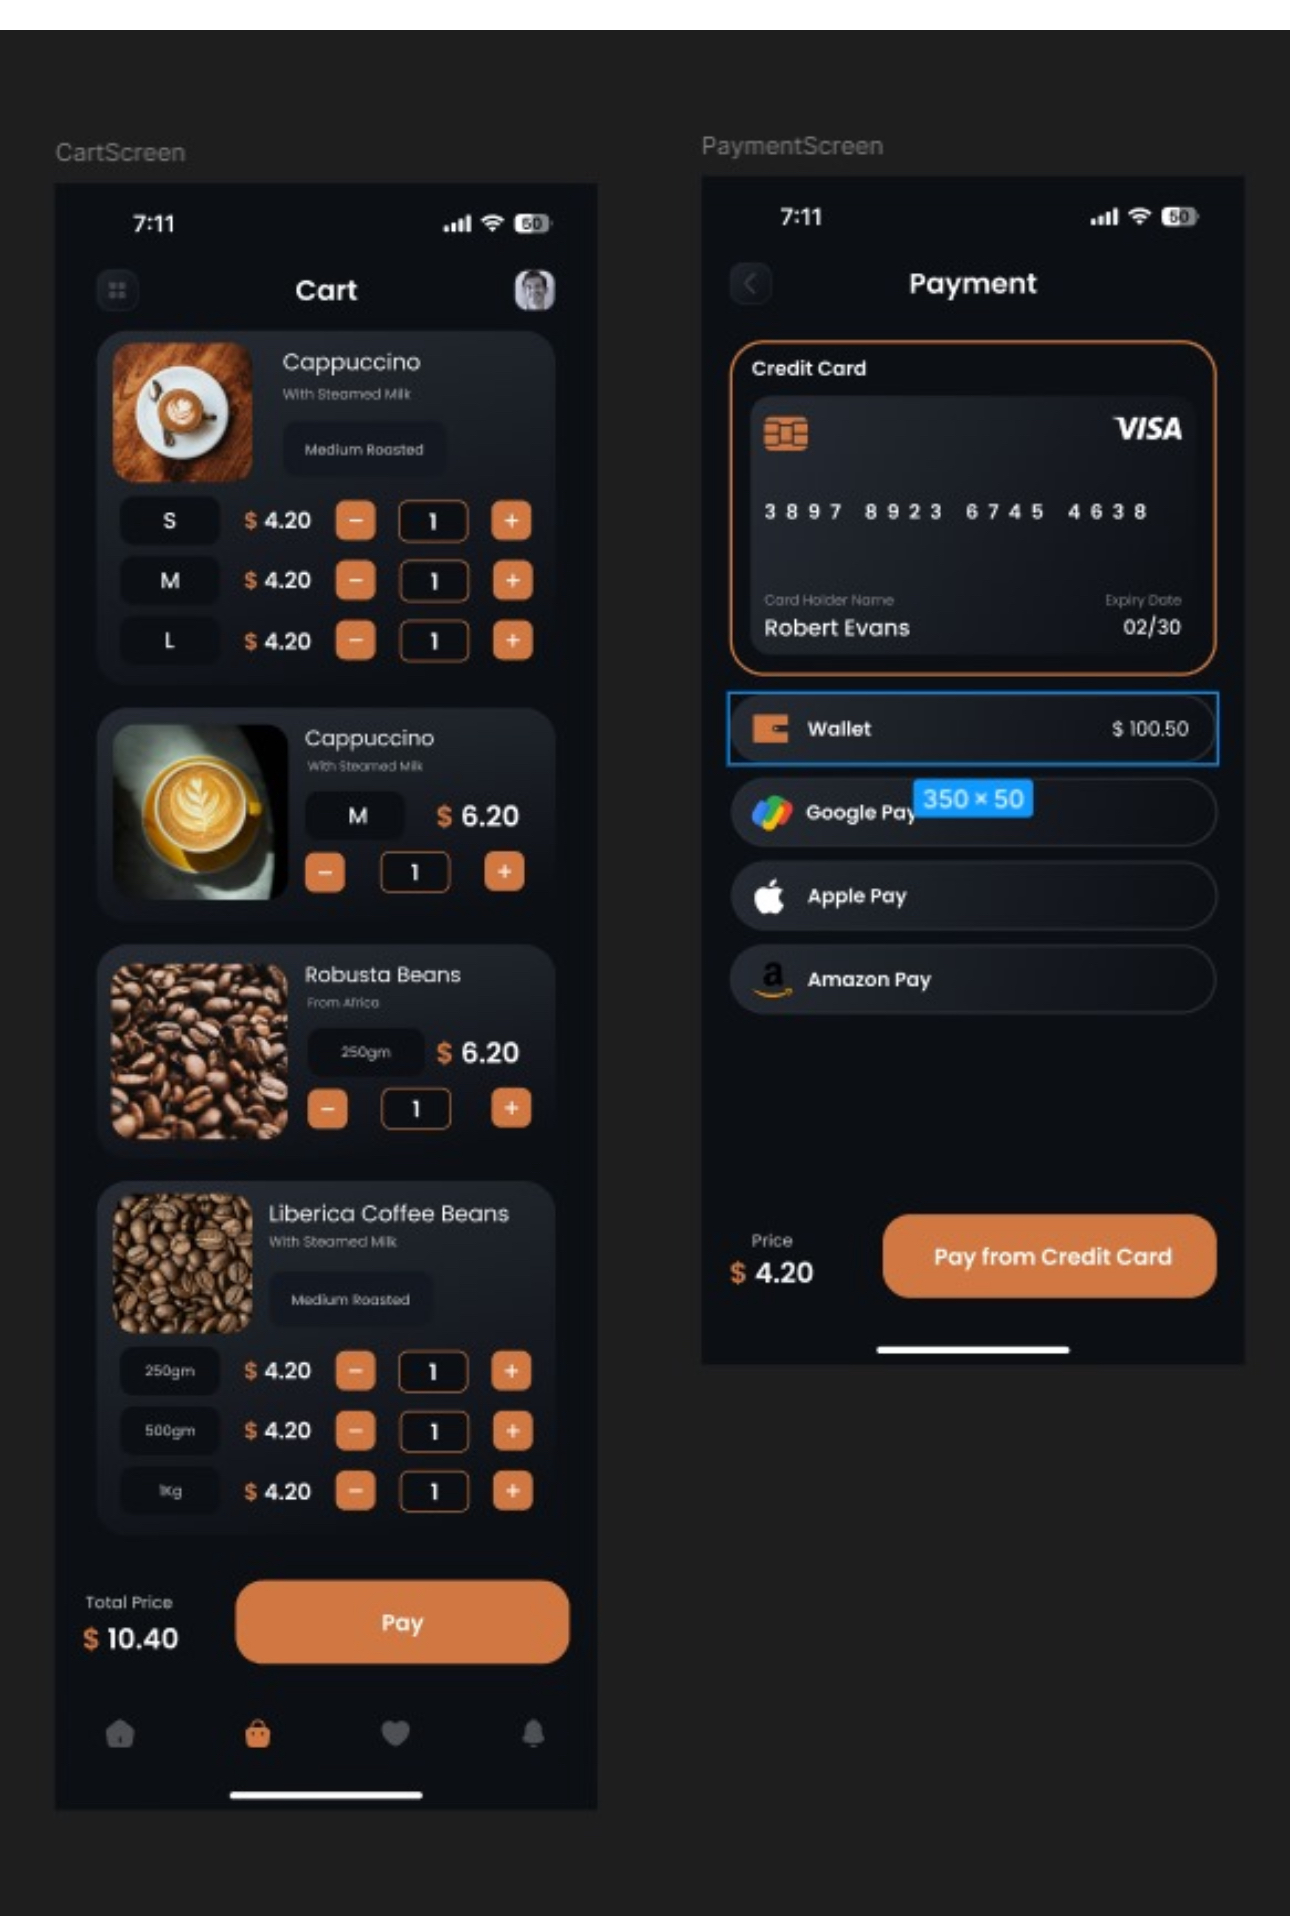 CartScreen
7:11
50
Cart
Cappuccino
With Steamed Milk
Medium Roasted
S $ 4.20 − 1 +
M $ 4.20 − 1 +
L $ 4.20 − 1 +
Cappuccino
With Steamed Milk
M $ 6.20
− 1 +
Robusta Beans
From Africa
250gm $ 6.20
− 1 +
Liberica Coffee Beans
With Steamed Milk
Medium Roasted
250gm $ 4.20 − 1 +
500gm $ 4.20 − 1 +
1Kg $ 4.20 − 1 +
Total Price
$ 10.40
Pay
PaymentScreen
7:11
50
Payment
Credit Card
VISA
3897 8923 6745 4638
Card Holder Name Expiry Date
Robert Evans 02/30
Wallet $ 100.50
350 × 50
Google Pay
Apple Pay
a Amazon Pay
Price
$ 4.20
Pay from Credit Card